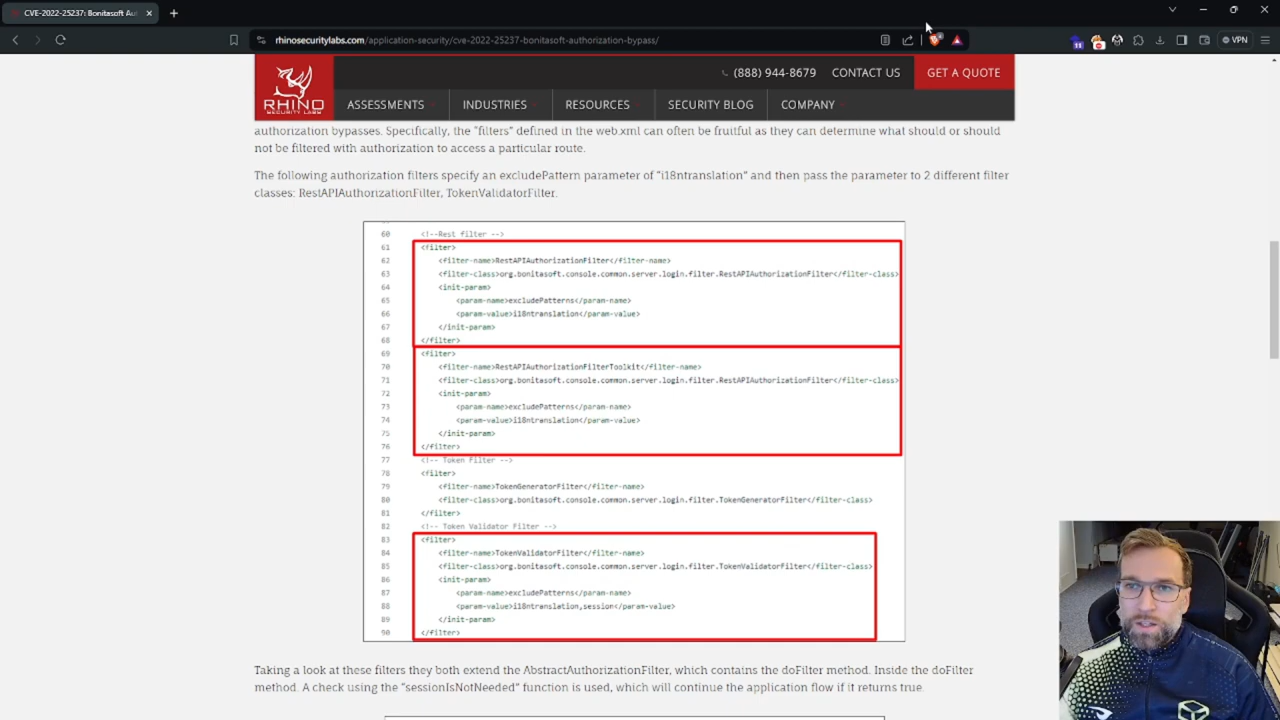 CVE-2022-25237: Bonitasoft Aut
rhinosecuritylabs.com/application-security/cve-2022-25237-bonitasoft-authorization-bypass/
VPN
RHINO
SECURITY LABS
(888) 944-8679
CONTACT US
GET A QUOTE
ASSESSMENTS
INDUSTRIES
RESOURCES
SECURITY BLOG
COMPANY
authorization bypasses. Specifically, the "filters" defined in the web.xml can often be fruitful as they can determine what should or should
not be filtered with authorization to access a particular route.
The following authorization filters specify an excludePattern parameter of "i18ntranslation" and then pass the parameter to 2 different filter
classes: RestAPIAuthorizationFilter, TokenValidatorFilter.
60 <!--Rest filter -->
61 <filter>
62 <filter-name>RestAPIAuthorizationFilter</filter-name>
63 <filter-class>org.bonitasoft.console.common.server.login.filter.RestAPIAuthorizationFilter</filter-class>
64 <init-param>
65 <param-name>excludePatterns</param-name>
66 <param-value>i18ntranslation</param-value>
67 </init-param>
68 </filter>
69 <filter>
70 <filter-name>RestAPIAuthorizationFilterToolkit</filter-name>
71 <filter-class>org.bonitasoft.console.common.server.login.filter.RestAPIAuthorizationFilter</filter-class>
72 <init-param>
73 <param-name>excludePatterns</param-name>
74 <param-value>i18ntranslation</param-value>
75 </init-param>
76 </filter>
77 <!-- Token Filter -->
78 <filter>
79 <filter-name>TokenGeneratorFilter</filter-name>
80 <filter-class>org.bonitasoft.console.common.server.login.filter.TokenGeneratorFilter</filter-class>
81 </filter>
82 <!-- Token Validator Filter -->
83 <filter>
84 <filter-name>TokenValidatorFilter</filter-name>
85 <filter-class>org.bonitasoft.console.common.server.login.filter.TokenValidatorFilter</filter-class>
86 <init-param>
87 <param-name>excludePatterns</param-name>
88 <param-value>i18ntranslation,session</param-value>
89 </init-param>
90 </filter>
Taking a look at these filters they both extend the AbstractAuthorizationFilter, which contains the doFilter method. Inside the doFilter
method. A check using the "sessionIsNotNeeded" function is used, which will continue the application flow if it returns true.